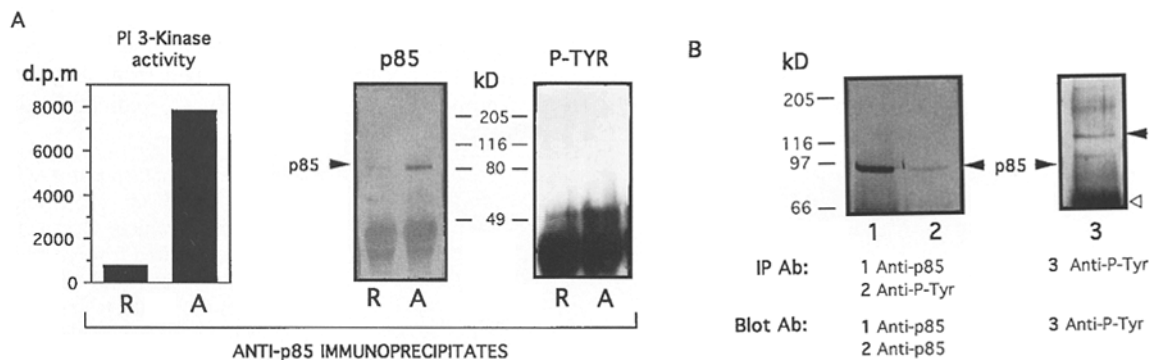 A
PI 3-Kinase
activity
d.p.m
8000
6000
4000
2000
0
R A
p85
p85
R A
kD
205
116
80
49
P-TYR
R A
ANTI-p85 IMMUNOPRECIPITATES
B
kD
205
116
97
66
p85
1 2
3
IP Ab:
1 Anti-p85
2 Anti-P-Tyr
3 Anti-P-Tyr
Blot Ab:
1 Anti-p85
2 Anti-p85
3 Anti-P-Tyr